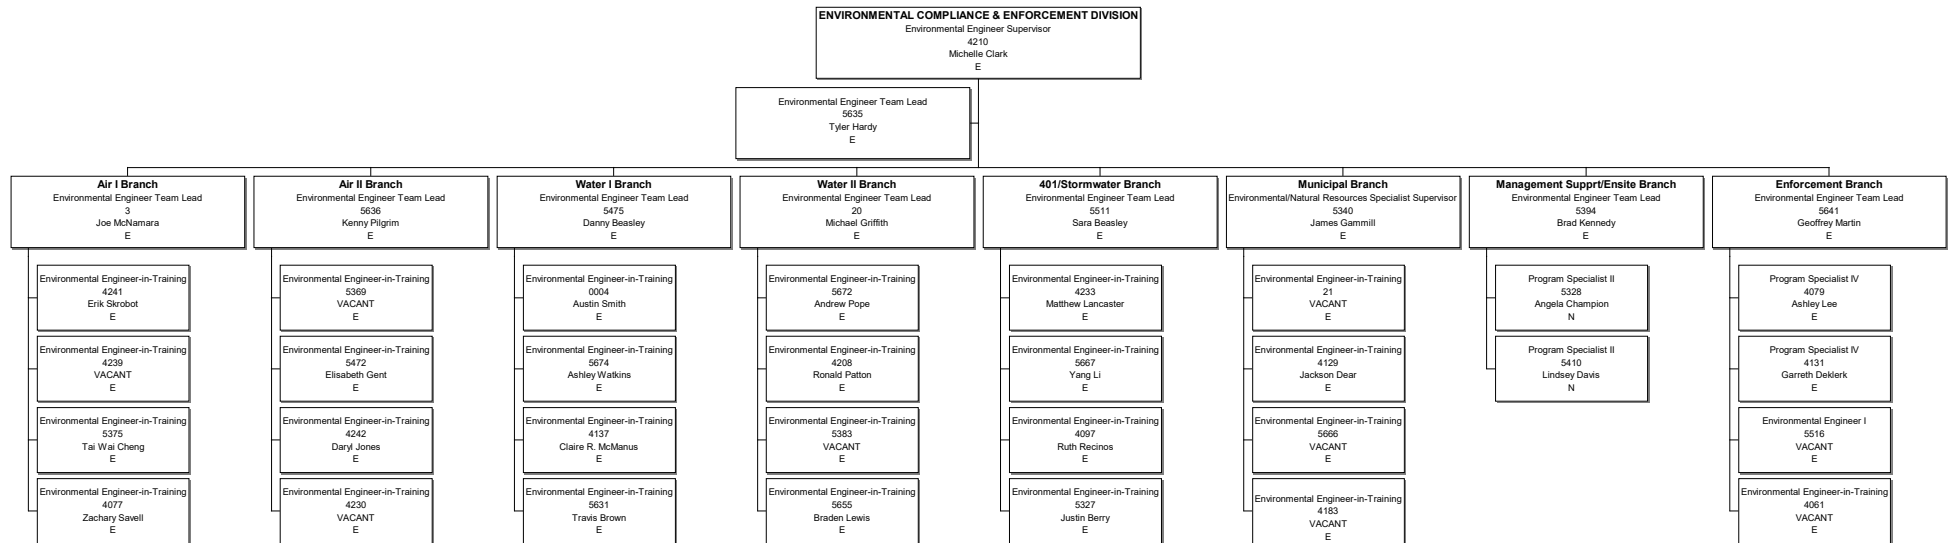 ENVIRONMENTAL COMPLIANCE & ENFORCEMENT DIVISION
Environmental Engineer Supervisor
4210
Michelle Clark
E
Environmental Engineer Team Lead
5635
Tyler Hardy
E
Air I Branch
Environmental Engineer Team Lead
3
Joe McNamara
E
Environmental Engineer-in-Training
4241
Erik Skrobot
E
Environmental Engineer-in-Training
4239
VACANT
E
Environmental Engineer-in-Training
5375
Tai Wai Cheng
E
Environmental Engineer-in-Training
4077
Zachary Savell
E
Air II Branch
Environmental Engineer Team Lead
5636
Kenny Pilgrim
E
Environmental Engineer-in-Training
5369
VACANT
E
Environmental Engineer-in-Training
5472
Elisabeth Gent
E
Environmental Engineer-in-Training
4242
Daryl Jones
E
Environmental Engineer-in-Training
4230
VACANT
E
Water I Branch
Environmental Engineer Team Lead
5475
Danny Beasley
E
Environmental Engineer-in-Training
0004
Austin Smith
E
Environmental Engineer-in-Training
5674
Ashley Watkins
E
Environmental Engineer-in-Training
4137
Claire R. McManus
E
Environmental Engineer-in-Training
5631
Travis Brown
E
Water II Branch
Environmental Engineer Team Lead
20
Michael Griffith
E
Environmental Engineer-in-Training
5672
Andrew Pope
E
Environmental Engineer-in-Training
4208
Ronald Patton
E
Environmental Engineer-in-Training
5383
VACANT
E
Environmental Engineer-in-Training
5655
Braden Lewis
E
401/Stormwater Branch
Environmental Engineer Team Lead
5511
Sara Beasley
E
Environmental Engineer-in-Training
4233
Matthew Lancaster
E
Environmental Engineer-in-Training
5667
Yang Li
E
Environmental Engineer-in-Training
4097
Ruth Recinos
E
Environmental Engineer-in-Training
5327
Justin Berry
E
Municipal Branch
Environmental/Natural Resources Specialist Supervisor
5340
James Gammill
E
Environmental Engineer-in-Training
21
VACANT
E
Environmental Engineer-in-Training
4129
Jackson Dear
E
Environmental Engineer-in-Training
5666
VACANT
E
Environmental Engineer-in-Training
4183
VACANT
E
Management Supprt/Ensite Branch
Environmental Engineer Team Lead
5394
Brad Kennedy
E
Program Specialist II
5328
Angela Champion
N
Program Specialist II
5410
Lindsey Davis
N
Enforcement Branch
Environmental Engineer Team Lead
5641
Geoffrey Martin
E
Program Specialist IV
4079
Ashley Lee
E
Program Specialist IV
4131
Garreth Deklerk
E
Environmental Engineer I
5516
VACANT
E
Environmental Engineer-in-Training
4061
VACANT
E